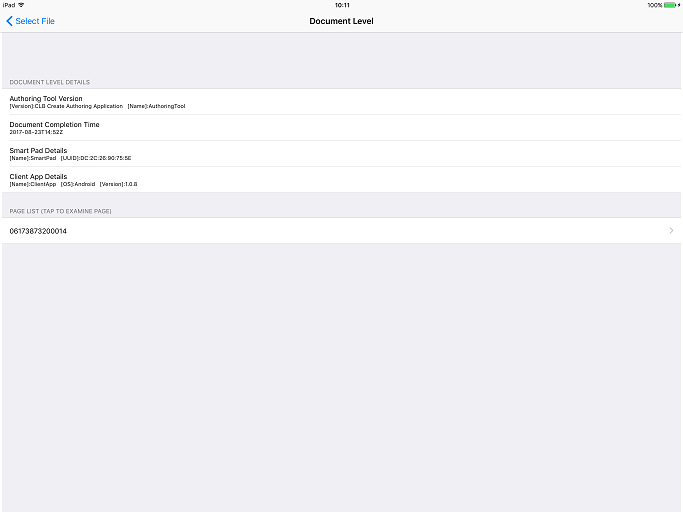 iPad
10:11
100%
Select File
Document Level
DOCUMENT LEVEL DETAILS
Authoring Tool Version
[Version]:CLB Create Authoring Application [Name]:AuthoringTool
Document Completion Time
2017-08-23T14:52Z
Smart Pad Details
[Name]:SmartPad [UUID]:DC:2C:26:90:75:5E
Client App Details
[Name]:ClientApp [OS]:Android [Version]:1.0.8
PAGE LIST (TAP TO EXAMINE PAGE)
06173873200014